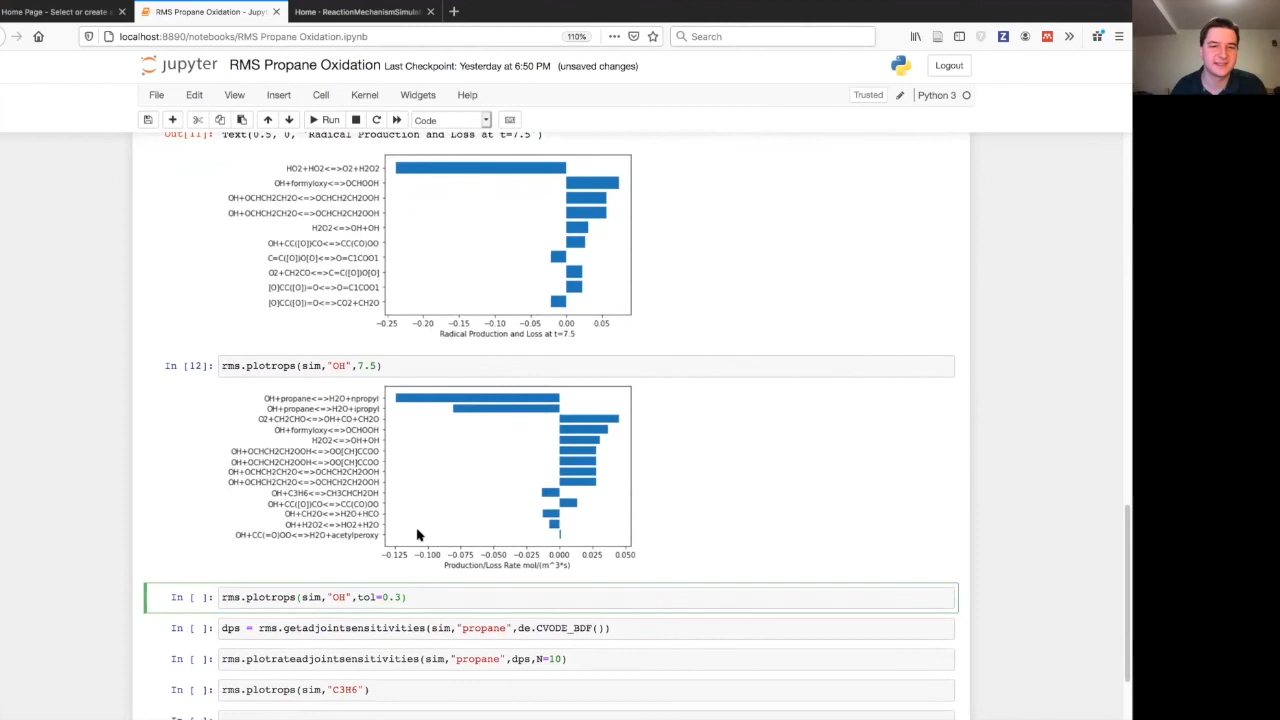 Home Page - Select or create a
RMS Propane Oxidation - Jupyt
Home - ReactionMechanismSimulat
localhost:8890/notebooks/RMS Propane Oxidation.ipynb
110%
Search
jupyter RMS Propane Oxidation Last Checkpoint: Yesterday at 6:50 PM (unsaved changes)
Logout
File Edit View Insert Cell Kernel Widgets Help
Trusted
Python 3
Run
Code
Out[11]: Text(0.5, 0, 'Radical Production and Loss at t=7.5')
HO2+HO2<=>O2+H2O2
OH+formyloxy<=>OCHOOH
OH+OCHCH2CH2O<=>OCHCH2CH2OOH
OH+OCHCH2CH2O<=>OCHCH2CH2OOH
H2O2<=>OH+OH
OH+CC([O])CO<=>CC(CO)OO
C=C([O])O[O]<=>O=C1COO1
O2+CH2CO<=>C=C([O])O[O]
[O]CC([O])=O<=>O=C1COO1
[O]CC([O])=O<=>CO2+CH2O
−0.25 −0.20 −0.15 −0.10 −0.05 0.00 0.05
Radical Production and Loss at t=7.5
In [12]: rms.plotrops(sim,"OH",7.5)
OH+propane<=>H2O+npropyl
OH+propane<=>H2O+ipropyl
O2+CH2CHO<=>OH+CO+CH2O
OH+formyloxy<=>OCHOOH
H2O2<=>OH+OH
OH+OCHCH2CH2OOH<=>OO[CH]CCOO
OH+OCHCH2CH2OOH<=>OO[CH]CCOO
OH+OCHCH2CH2O<=>OCHCH2CH2OOH
OH+OCHCH2CH2O<=>OCHCH2CH2OOH
OH+C3H6<=>CH3CHCH2OH
OH+CC([O])CO<=>CC(CO)OO
OH+CH2O<=>H2O+HCO
OH+H2O2<=>HO2+H2O
OH+CC(=O)OO<=>H2O+acetylperoxy
−0.125 −0.100 −0.075 −0.050 −0.025 0.000 0.025 0.050
Production/Loss Rate mol/(m^3*s)
In [ ]: rms.plotrops(sim,"OH",tol=0.3)
In [ ]: dps = rms.getadjointsensitivities(sim,"propane",de.CVODE_BDF())
In [ ]: rms.plotrateadjointsensitivities(sim,"propane",dps,N=10)
In [ ]: rms.plotrops(sim,"C3H6")